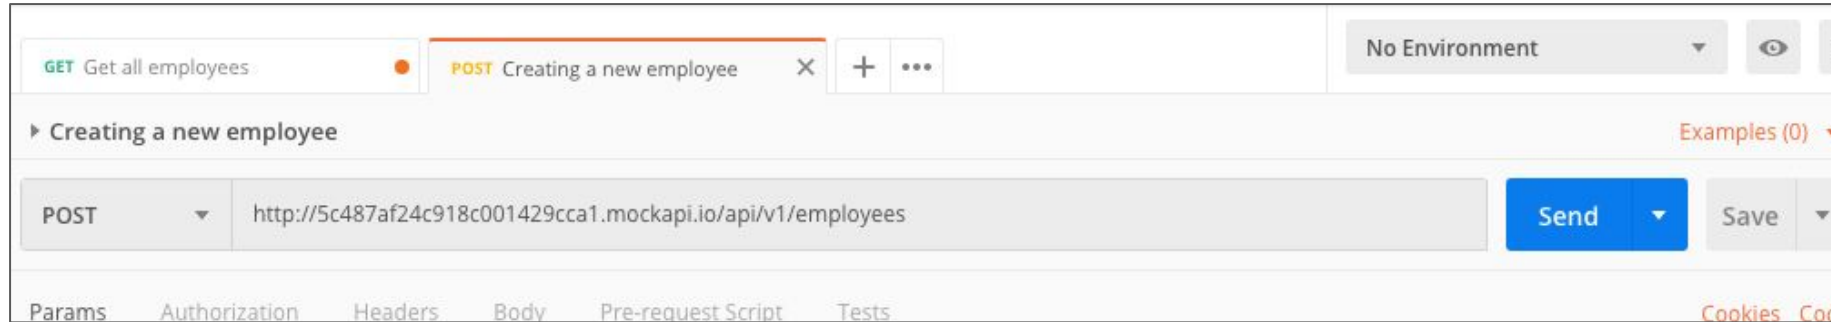 GET Get all employees
POST Creating a new employee
No Environment
Creating a new employee
Examples (0)
POST
http://5c487af24c918c001429cca1.mockapi.io/api/v1/employees
Send
Save
Params Authorization Headers Body Pre-request Script Tests
Cookies